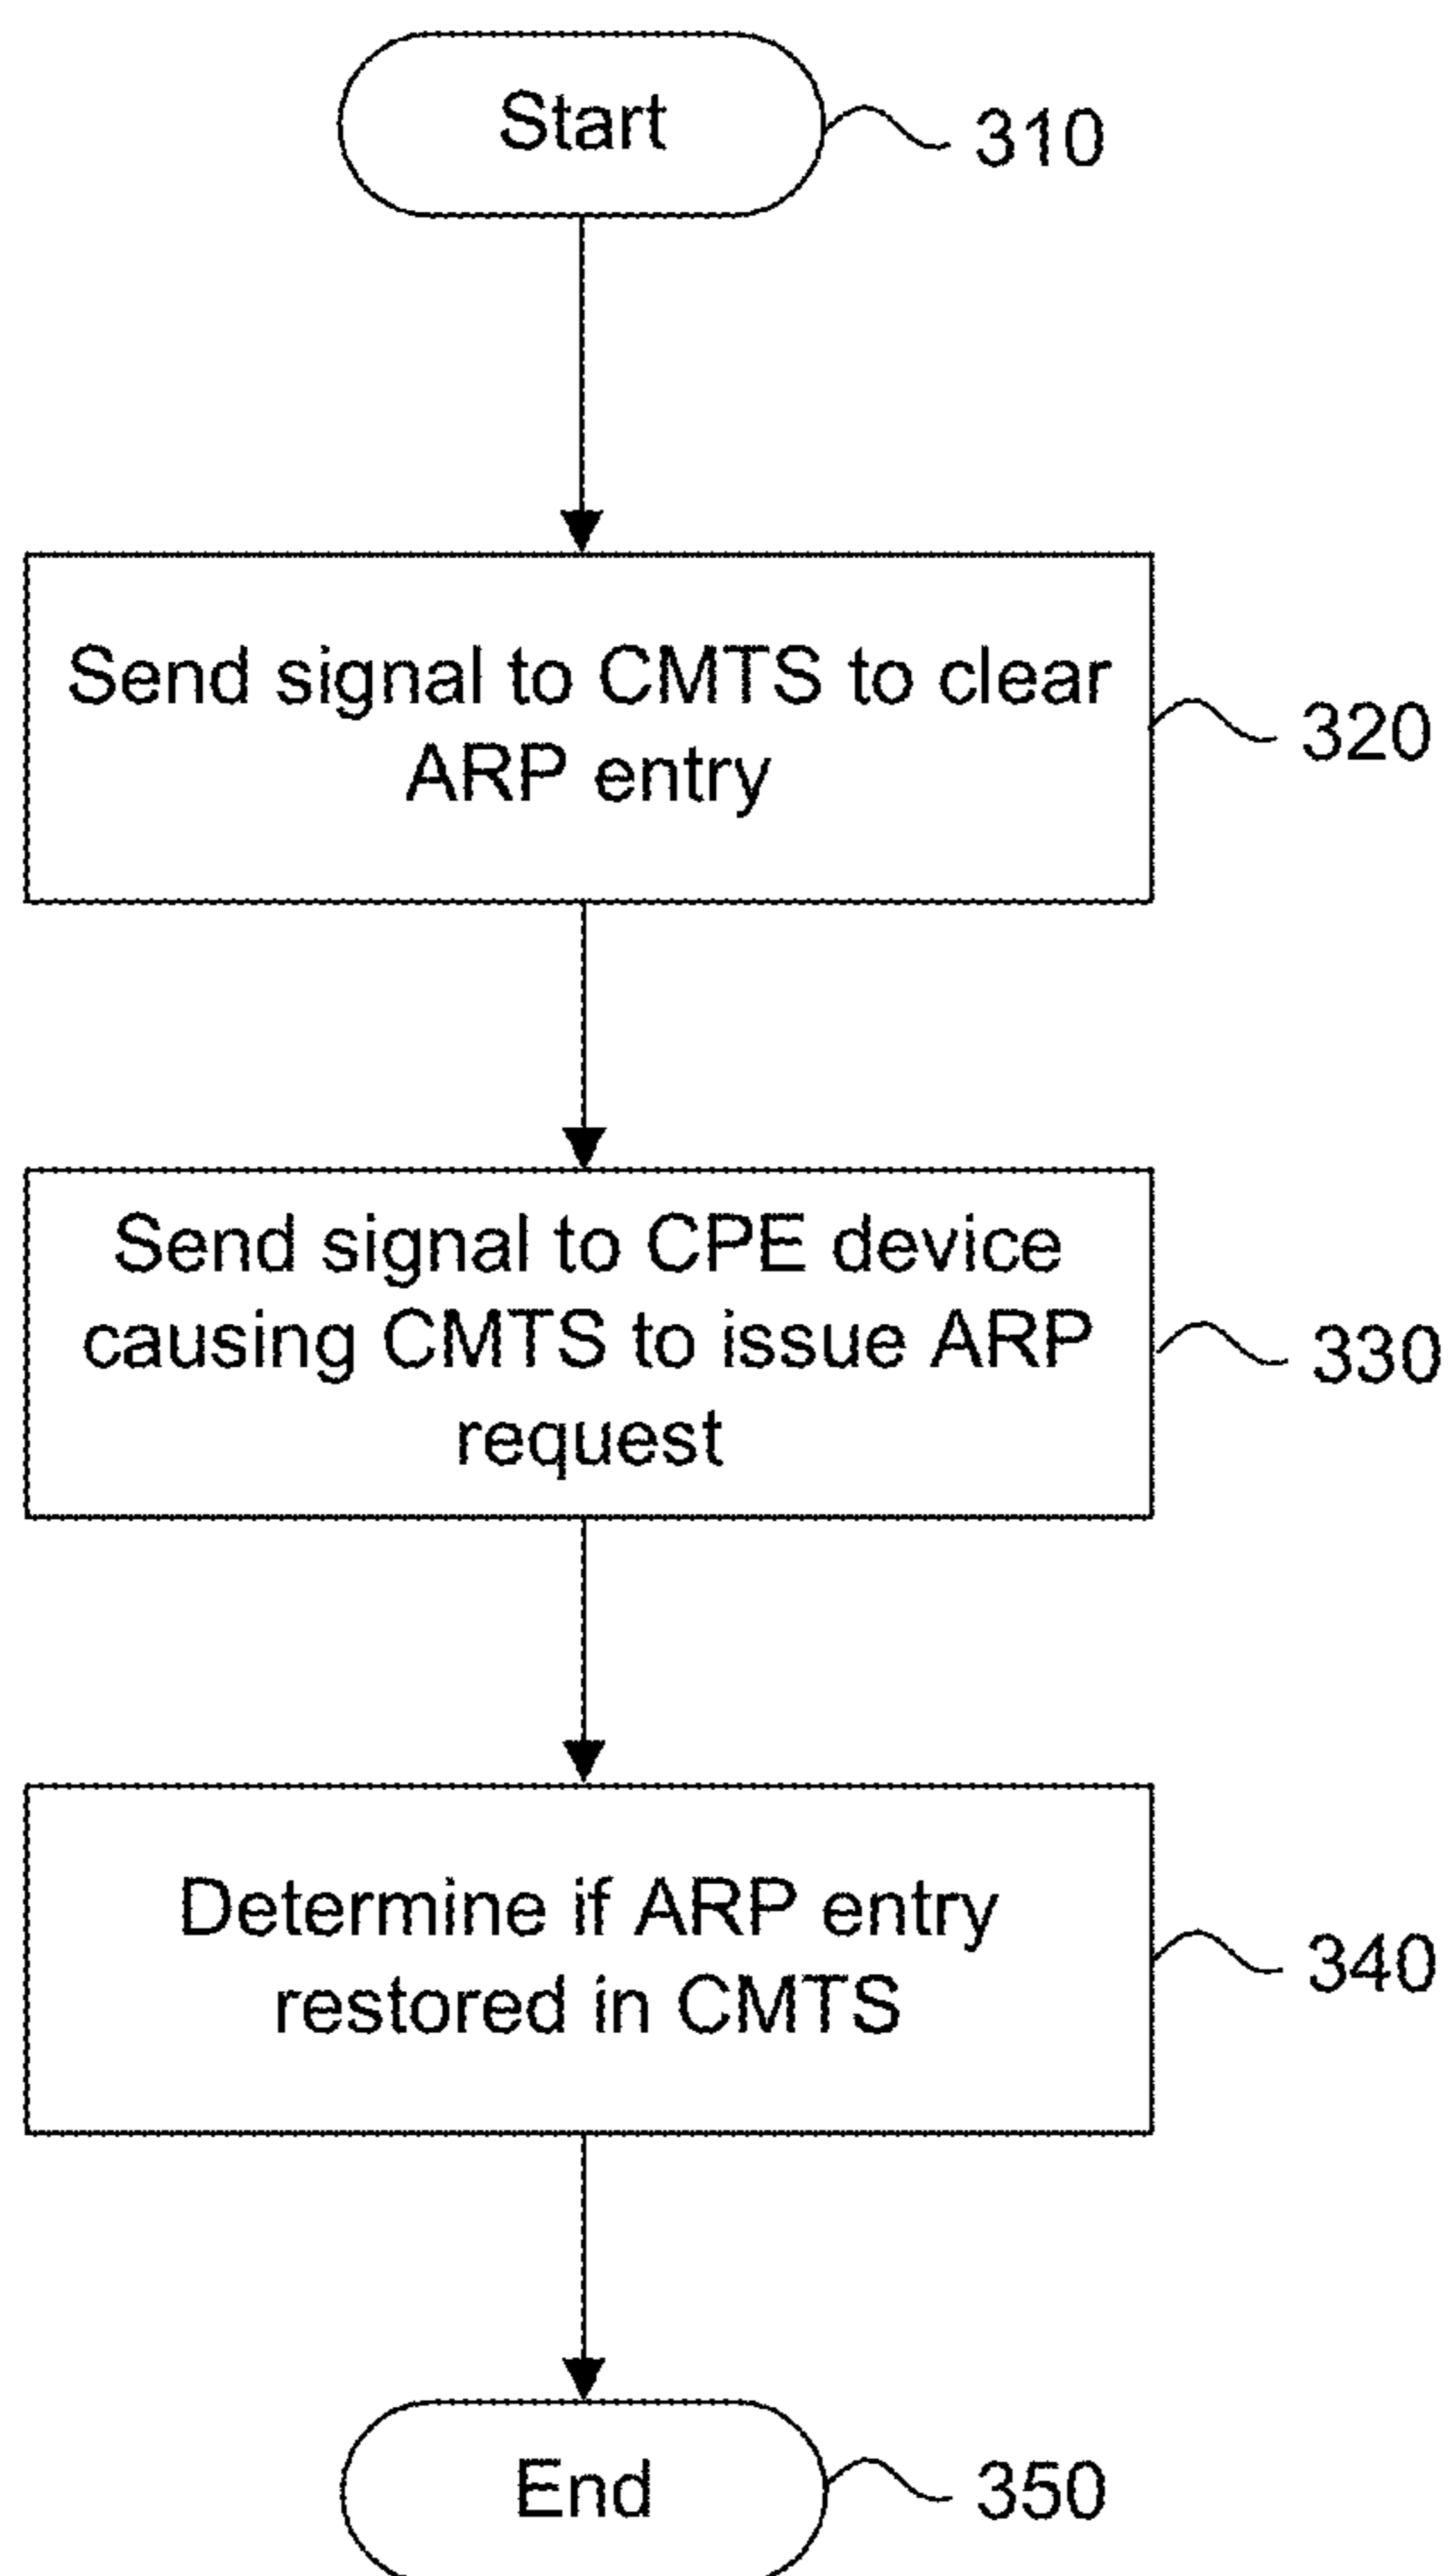 Start
310
Send signal to CMTS to clear
ARP entry
320
Send signal to CPE device
causing CMTS to issue ARP
request
330
Determine if ARP entry
restored in CMTS
340
End
350